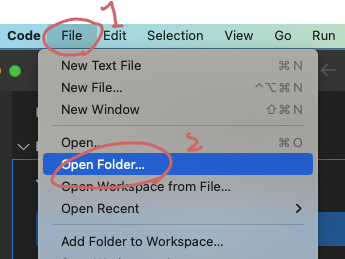 1
Code File Edit Selection View Go Run
New Text File ⌘N
New File... ^⌥⌘N
New Window ⇧⌘N
Open... ⌘O
2
Open Folder...
Open Workspace from File...
Open Recent >
Add Folder to Workspace...